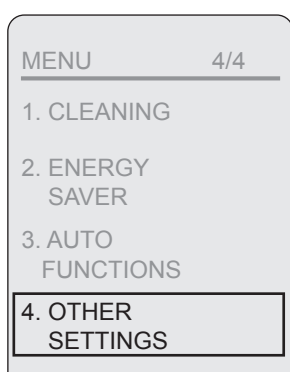 MENU 4/4
1. CLEANING
2. ENERGY
SAVER
3. AUTO
FUNCTIONS
4. OTHER
SETTINGS